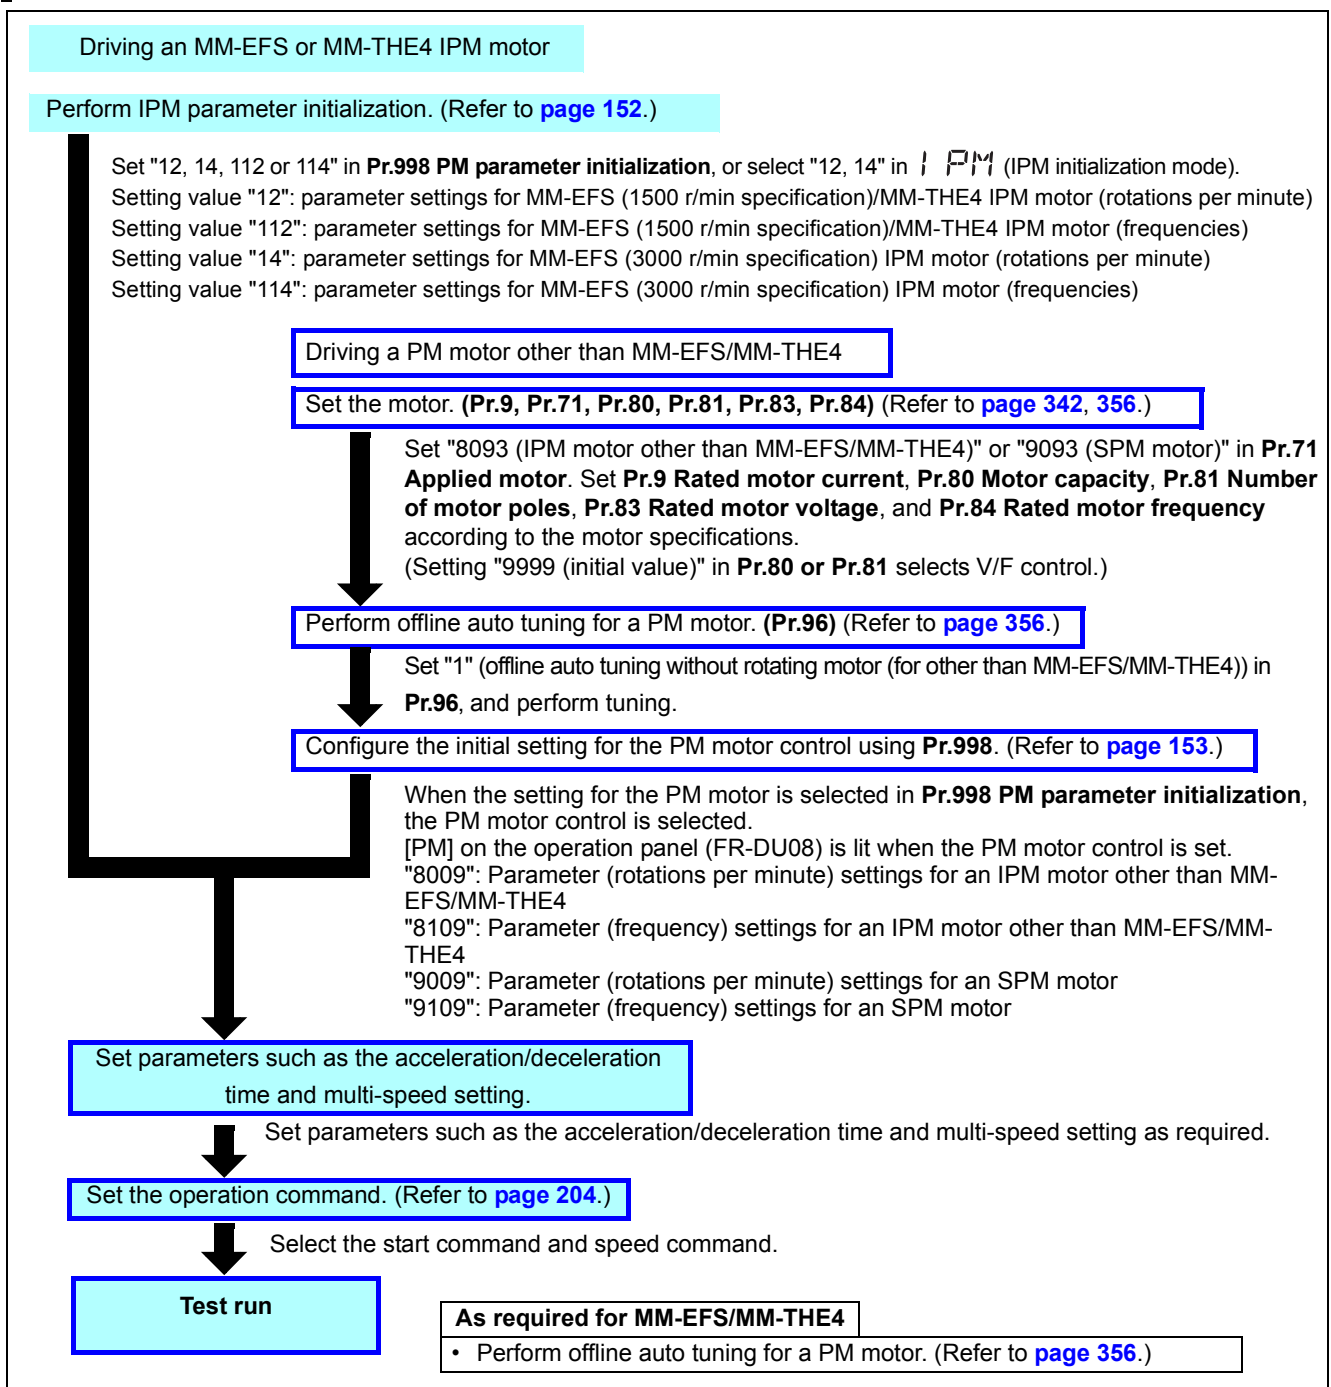 Driving an MM-EFS or MM-THE4 IPM motor
Perform IPM parameter initialization. (Refer to page 152.)
Set "12, 14, 112 or 114" in Pr.998 PM parameter initialization, or select "12, 14" in IPM (IPM initialization mode).
Setting value "12": parameter settings for MM-EFS (1500 r/min specification)/MM-THE4 IPM motor (rotations per minute)
Setting value "112": parameter settings for MM-EFS (1500 r/min specification)/MM-THE4 IPM motor (frequencies)
Setting value "14": parameter settings for MM-EFS (3000 r/min specification) IPM motor (rotations per minute)
Setting value "114": parameter settings for MM-EFS (3000 r/min specification) IPM motor (frequencies)
Driving a PM motor other than MM-EFS/MM-THE4
Set the motor. (Pr.9, Pr.71, Pr.80, Pr.81, Pr.83, Pr.84) (Refer to page 342, 356.)
Set "8093 (IPM motor other than MM-EFS/MM-THE4)" or "9093 (SPM motor)" in Pr.71
Applied motor. Set Pr.9 Rated motor current, Pr.80 Motor capacity, Pr.81 Number
of motor poles, Pr.83 Rated motor voltage, and Pr.84 Rated motor frequency
according to the motor specifications.
(Setting "9999 (initial value)" in Pr.80 or Pr.81 selects V/F control.)
Perform offline auto tuning for a PM motor. (Pr.96) (Refer to page 356.)
Set "1" (offline auto tuning without rotating motor (for other than MM-EFS/MM-THE4)) in
Pr.96, and perform tuning.
Configure the initial setting for the PM motor control using Pr.998. (Refer to page 153.)
When the setting for the PM motor is selected in Pr.998 PM parameter initialization,
the PM motor control is selected.
[PM] on the operation panel (FR-DU08) is lit when the PM motor control is set.
"8009": Parameter (rotations per minute) settings for an IPM motor other than MM-
EFS/MM-THE4
"8109": Parameter (frequency) settings for an IPM motor other than MM-EFS/MM-
THE4
"9009": Parameter (rotations per minute) settings for an SPM motor
"9109": Parameter (frequency) settings for an SPM motor
Set parameters such as the acceleration/deceleration
time and multi-speed setting.
Set parameters such as the acceleration/deceleration time and multi-speed setting as required.
Set the operation command. (Refer to page 204.)
Select the start command and speed command.
Test run
As required for MM-EFS/MM-THE4
• Perform offline auto tuning for a PM motor. (Refer to page 356.)